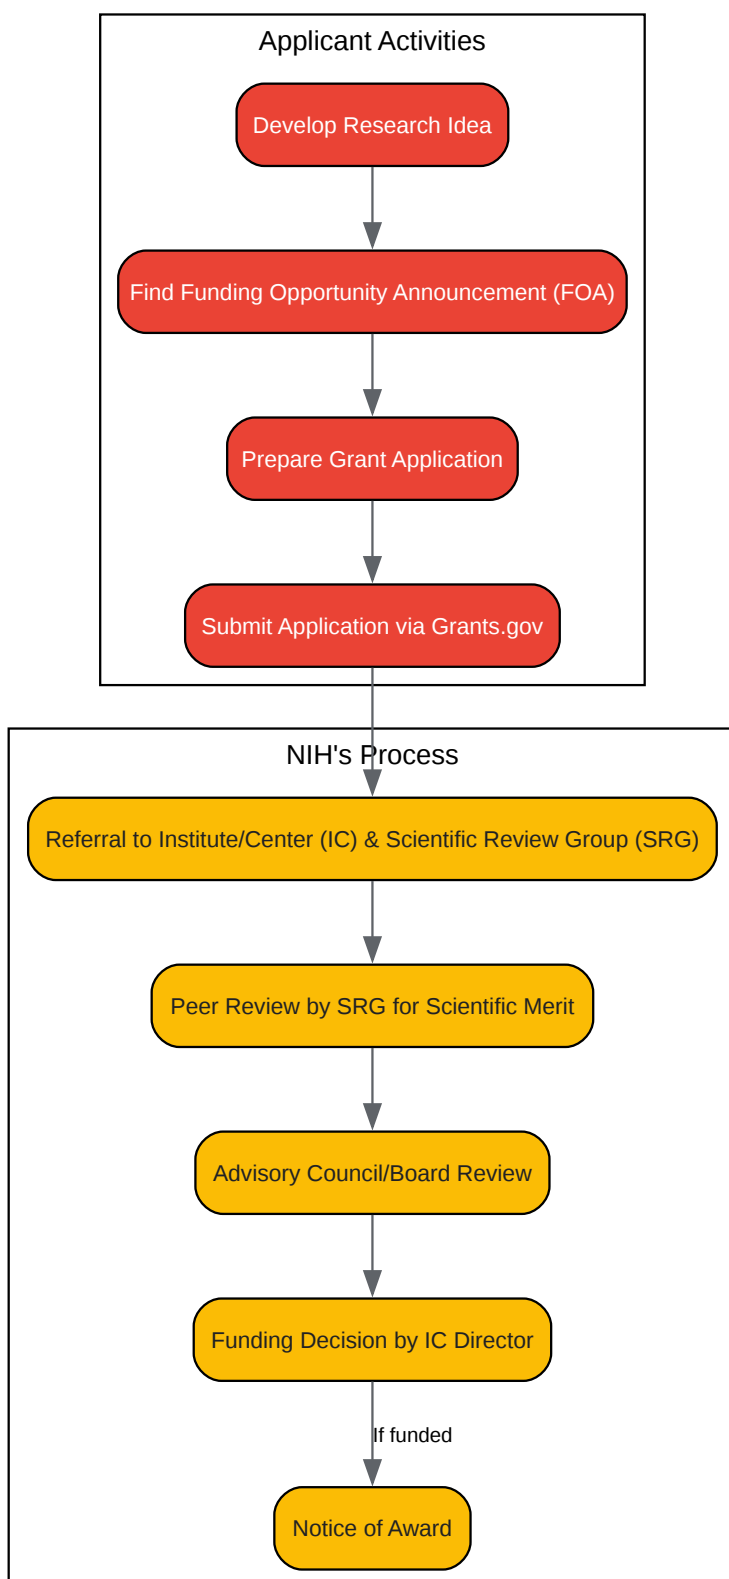 Applicant Activities
Develop Research Idea
Find Funding Opportunity Announcement (FOA)
Prepare Grant Application
Submit Application via Grants.gov
NIH's Process
Referral to Institute/Center (IC) & Scientific Review Group (SRG)
Peer Review by SRG for Scientific Merit
Advisory Council/Board Review
Funding Decision by IC Director
If funded
Notice of Award